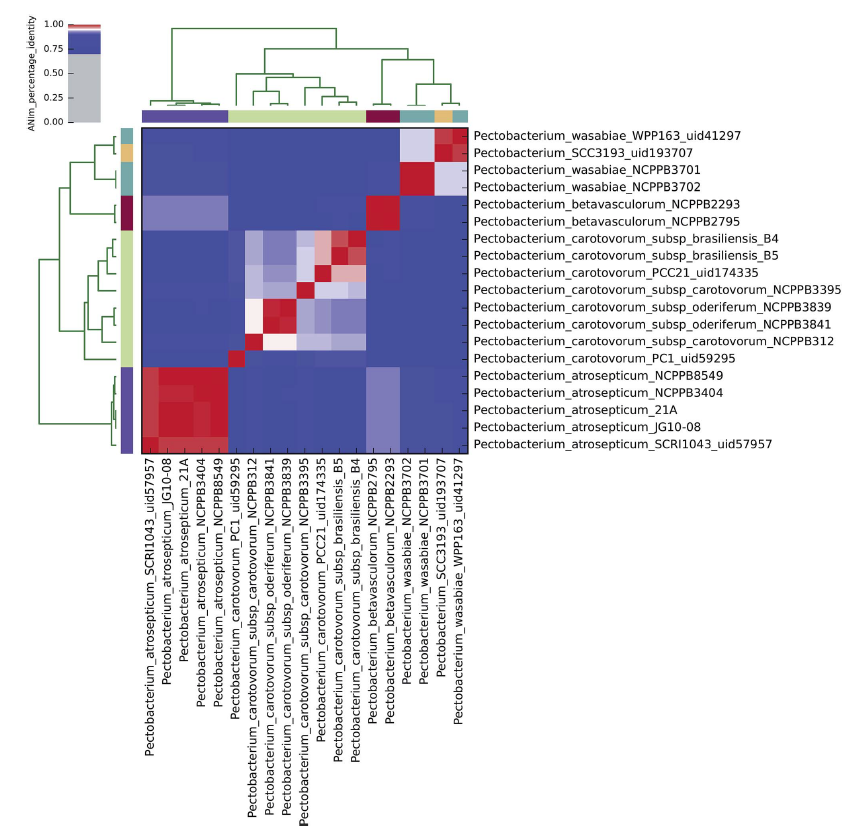 ANIm_percentage_identity
1.00
0.75
0.50
0.25
0.00
Pectobacterium_wasabiae_WPP163_uid41297
Pectobacterium_SCC3193_uid193707
Pectobacterium_wasabiae_NCPPB3701
Pectobacterium_wasabiae_NCPPB3702
Pectobacterium_betavasculorum_NCPPB2293
Pectobacterium_betavasculorum_NCPPB2795
Pectobacterium_carotovorum_subsp_brasiliensis_B4
Pectobacterium_carotovorum_subsp_brasiliensis_B5
Pectobacterium_carotovorum_PCC21_uid174335
Pectobacterium_carotovorum_subsp_carotovorum_NCPPB3395
Pectobacterium_carotovorum_subsp_oderiferum_NCPPB3839
Pectobacterium_carotovorum_subsp_oderiferum_NCPPB3841
Pectobacterium_carotovorum_subsp_carotovorum_NCPPB312
Pectobacterium_carotovorum_PC1_uid59295
Pectobacterium_atrosepticum_NCPPB8549
Pectobacterium_atrosepticum_NCPPB3404
Pectobacterium_atrosepticum_21A
Pectobacterium_atrosepticum_JG10-08
Pectobacterium_atrosepticum_SCRI1043_uid57957
Pectobacterium_atrosepticum_SCRI1043_uid57957
Pectobacterium_atrosepticum_JG10-08
Pectobacterium_atrosepticum_21A
Pectobacterium_atrosepticum_NCPPB3404
Pectobacterium_atrosepticum_NCPPB8549
Pectobacterium_carotovorum_PC1_uid59295
Pectobacterium_carotovorum_subsp_carotovorum_NCPPB312
Pectobacterium_carotovorum_subsp_oderiferum_NCPPB3841
Pectobacterium_carotovorum_subsp_oderiferum_NCPPB3839
Pectobacterium_carotovorum_subsp_carotovorum_NCPPB3395
Pectobacterium_carotovorum_PCC21_uid174335
Pectobacterium_carotovorum_subsp_brasiliensis_B5
Pectobacterium_carotovorum_subsp_brasiliensis_B4
Pectobacterium_betavasculorum_NCPPB2795
Pectobacterium_betavasculorum_NCPPB2293
Pectobacterium_wasabiae_NCPPB3702
Pectobacterium_wasabiae_NCPPB3701
Pectobacterium_SCC3193_uid193707
Pectobacterium_wasabiae_WPP163_uid41297